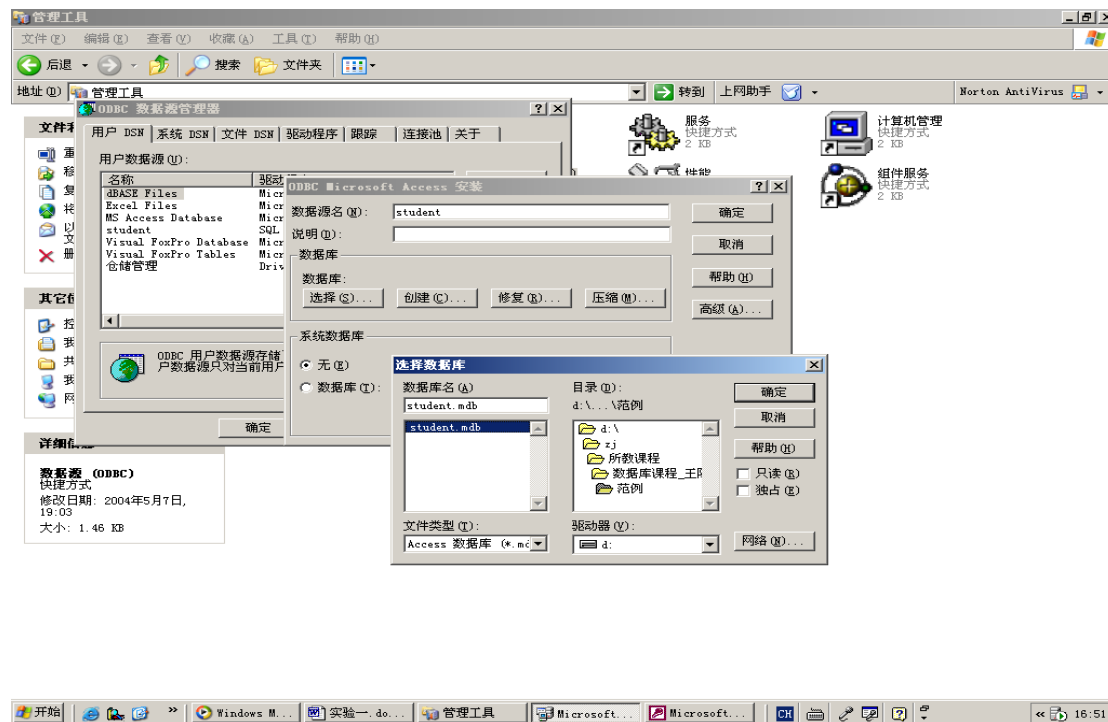 管理工具
文件(F) 编辑(E) 查看(V) 收藏(A) 工具(T) 帮助(H)
后退 搜索 文件夹
地址(D) 管理工具 转到 上网助手 Norton AntiVirus
ODBC 数据源管理器
用户 DSN 系统 DSN 文件 DSN 驱动程序 跟踪 连接池 关于
用户数据源(U):
名称
dBASE Files
Excel Files
MS Access Database
student SQL
Visual FoxPro Database
Visual FoxPro Tables
仓储管理
ODBC 用户数据源存储
户数据源只对当前用户
确定
ODBC Microsoft Access 安装
数据源名(N): student
说明(D):
数据库
数据库:
选择(S)... 创建(C)... 修复(R)... 压缩(M)...
系统数据库
无(E)
数据库(T):
确定
取消
帮助(H)
高级(A)...
选择数据库
数据库名(A)
student.mdb
student.mdb
文件类型(T):
Access 数据库 (*.m
目录(D):
d:\...\范例
d:\
zj
所教课程
数据库课程_王
范例
驱动器(V):
d:
确定
取消
帮助(H)
只读(R)
独占(E)
网络(N)...
服务
快捷方式
2 KB
性能
计算机管理
快捷方式
2 KB
组件服务
快捷方式
2 KB
详细
数据源 (ODBC)
快捷方式
修改日期: 2004年5月7日,
19:03
大小: 1.46 KB
开始 » Windows M... 实验一.do... 管理工具 Microsoft... Microsoft... CH « 16:51